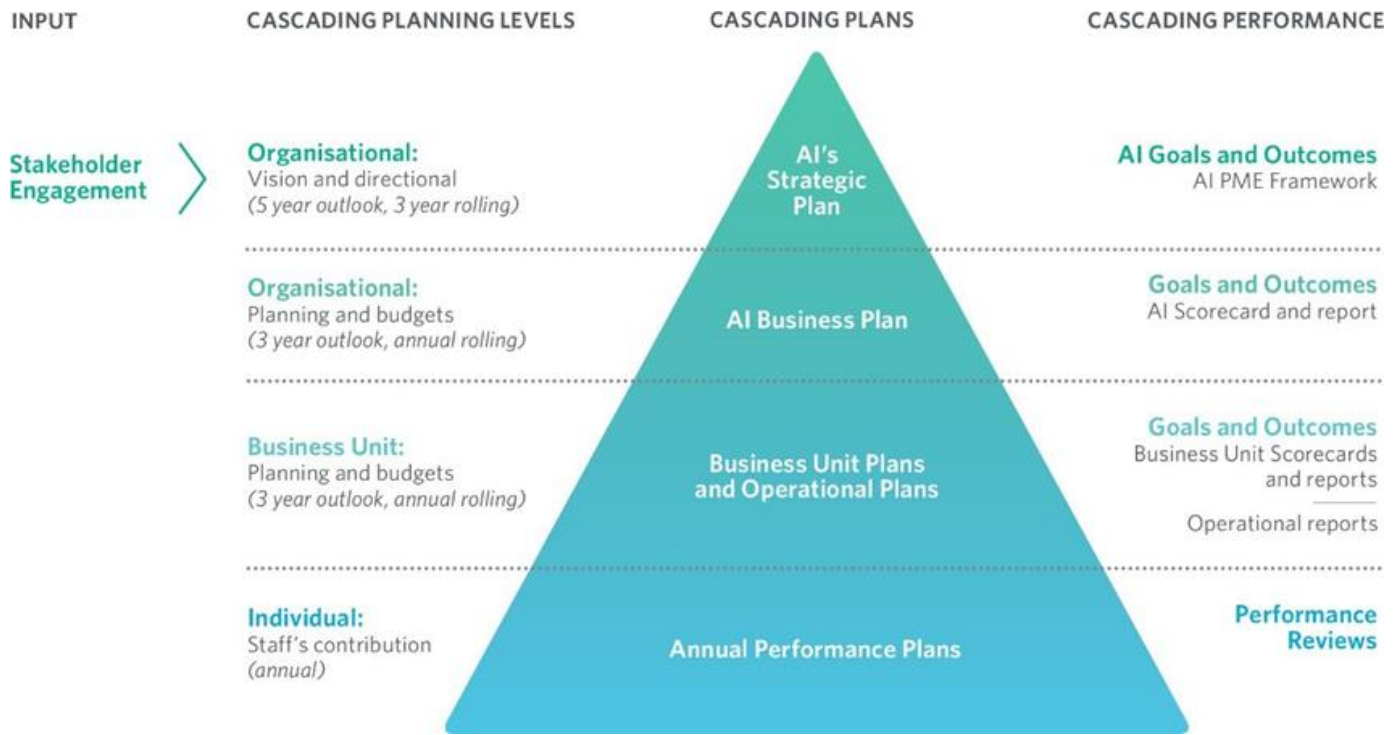 INPUT
CASCADING PLANNING LEVELS
CASCADING PLANS
CASCADING PERFORMANCE
Stakeholder
Engagement
Organisational:
Vision and directional
(5 year outlook, 3 year rolling)
AI's
Strategic
Plan
AI Goals and Outcomes
AI PME Framework
Organisational:
Planning and budgets
(3 year outlook, annual rolling)
AI Business Plan
Goals and Outcomes
AI Scorecard and report
Business Unit:
Planning and budgets
(3 year outlook, annual rolling)
Business Unit Plans
and Operational Plans
Goals and Outcomes
Business Unit Scorecards
and reports
Operational reports
Individual:
Staff's contribution
(annual)
Annual Performance Plans
Performance
Reviews